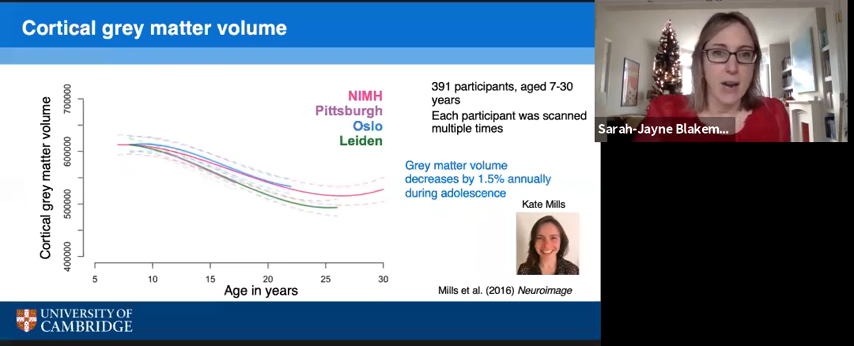 Cortical grey matter volume
NIMH
Pittsburgh
Oslo
Leiden
Cortical grey matter volume
700000
600000
500000
400000
5
10
15
20
25
30
Age in years
391 participants, aged 7-30
years
Each participant was scanned
multiple times
Grey matter volume
decreases by 1.5% annually
during adolescence
Kate Mills
Mills et al. (2016) Neuroimage
UNIVERSITY OF
CAMBRIDGE
Sarah-Jayne Blakem...